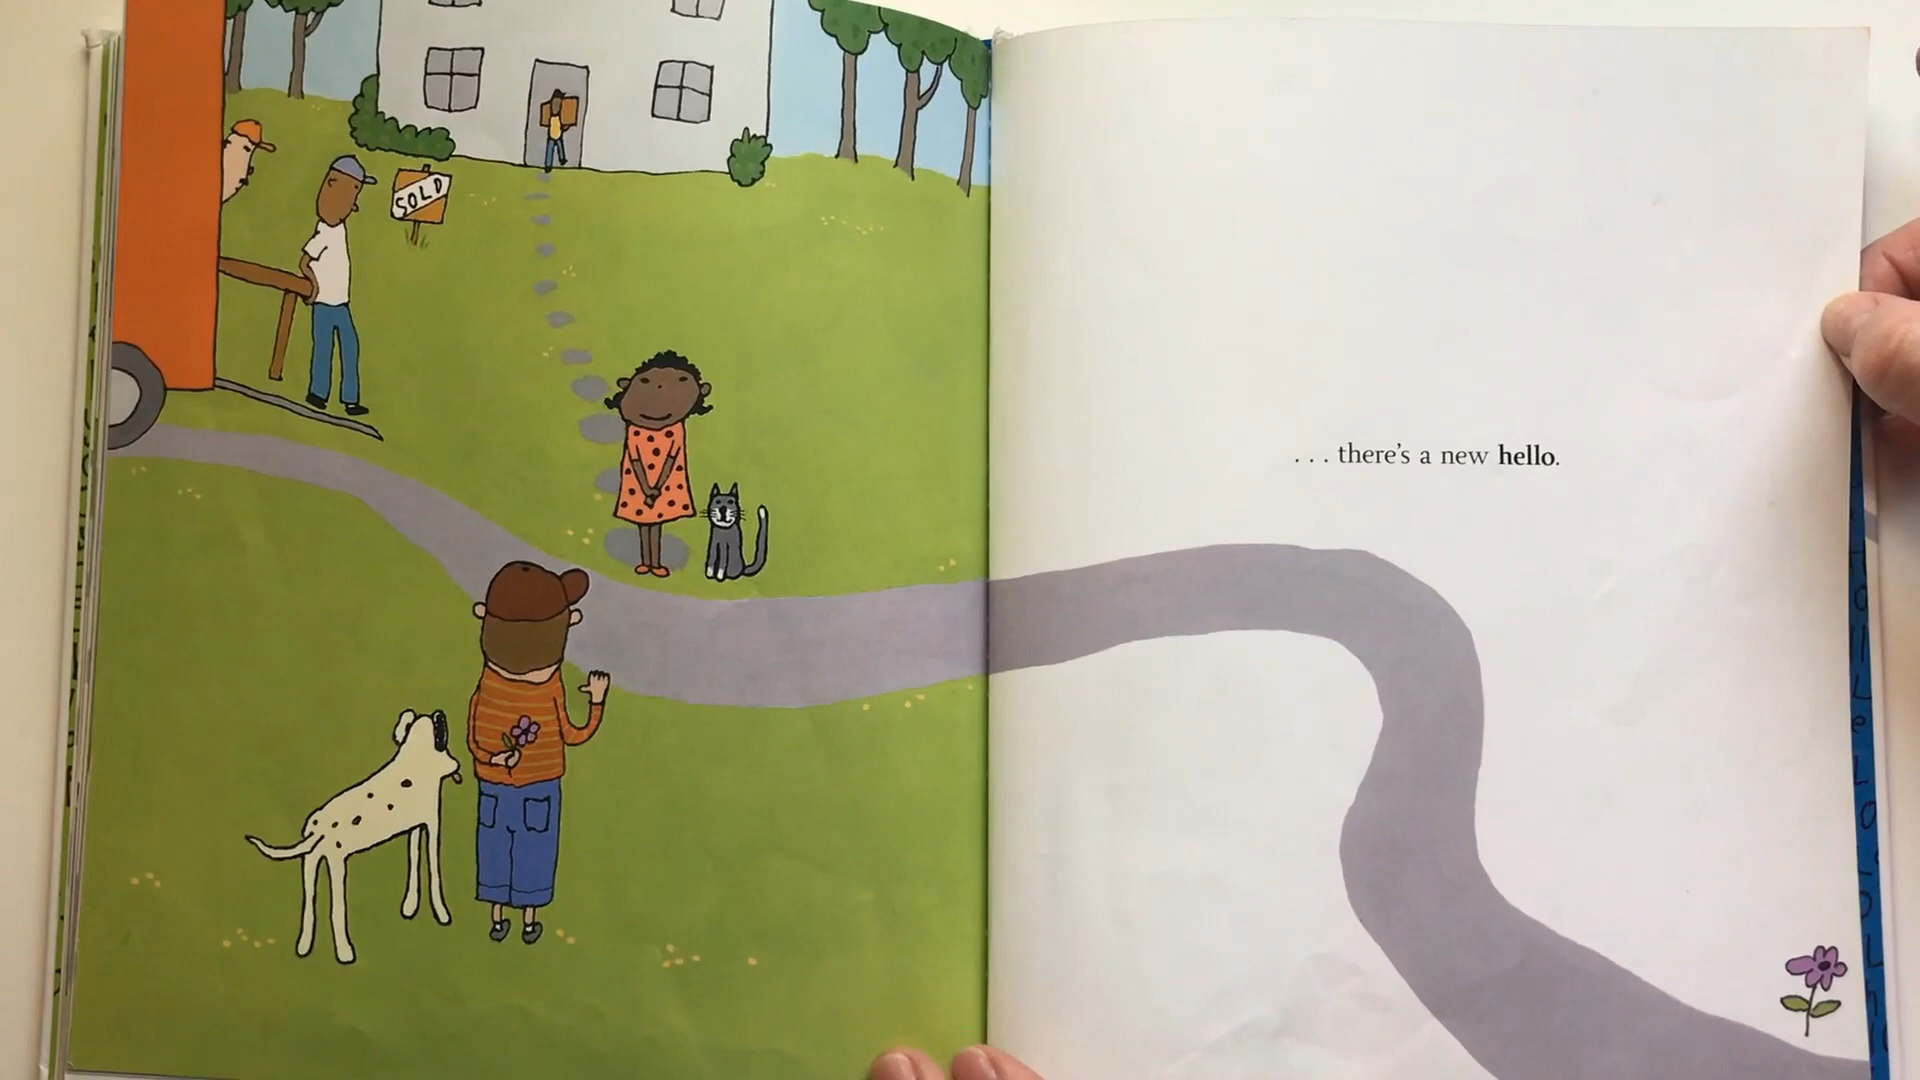 SOLD
. . . there's a new hello.